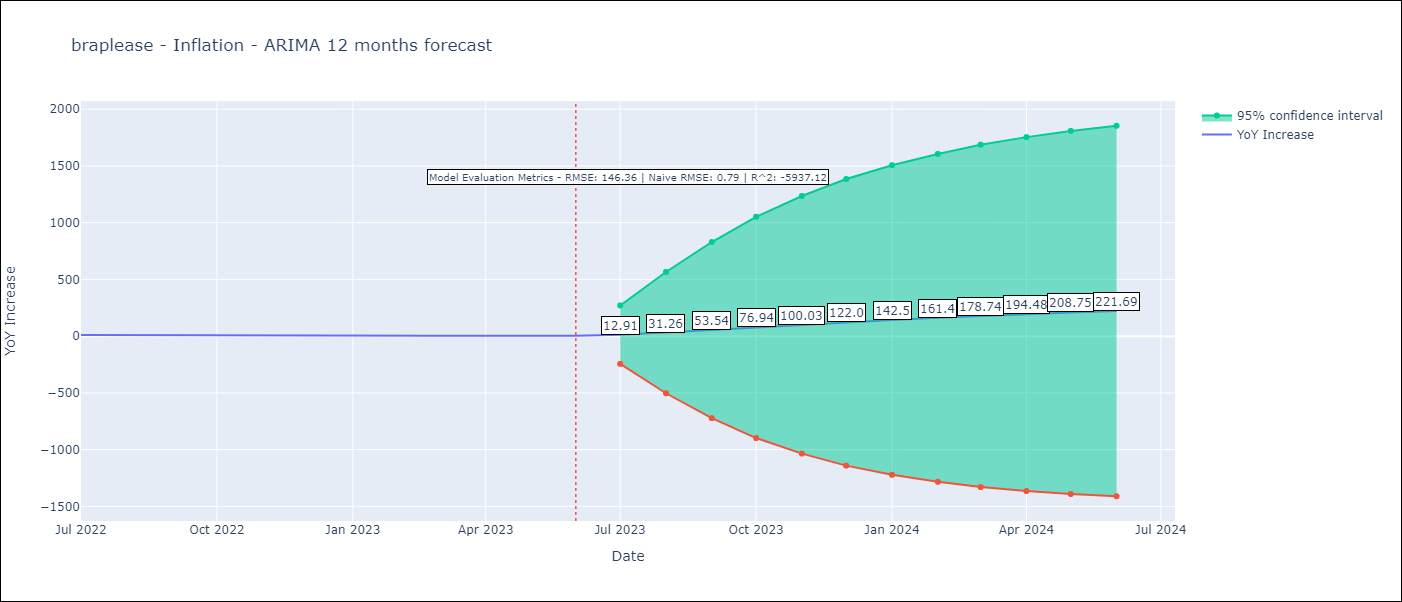 braplease - Inflation - ARIMA 12 months forecast
2000
1500
1000
500
0
−500
−1000
−1500
YoY Increase
Model Evaluation Metrics - RMSE: 146.36 | Naive RMSE: 0.79 | R^2: -5937.12
12.91
31.26
53.54
76.94
100.03
122.0
142.5
161.4
178.74
194.48
208.75
221.69
95% confidence interval
YoY Increase
Jul 2022
Oct 2022
Jan 2023
Apr 2023
Jul 2023
Oct 2023
Jan 2024
Apr 2024
Jul 2024
Date